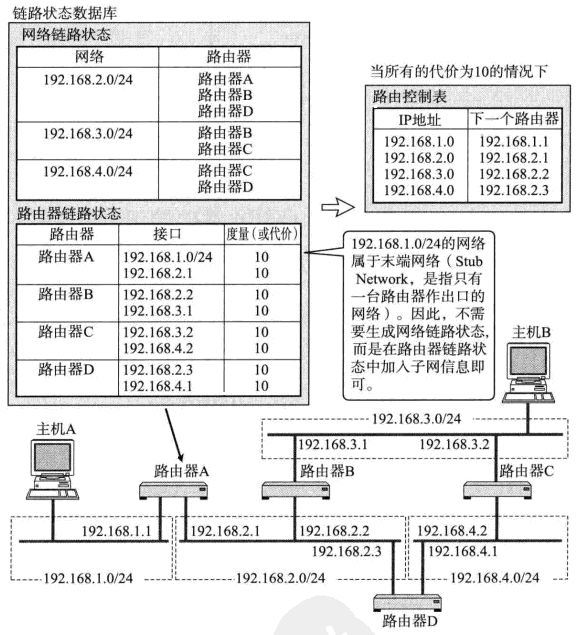 链路状态数据库
网络链路状态
网络 路由器
192.168.2.0/24 路由器A
路由器B
路由器D
192.168.3.0/24 路由器B
路由器C
192.168.4.0/24 路由器C
路由器D
路由器链路状态
路由器 接口 度量(或代价)
路由器A 192.168.1.0/24 10
192.168.2.1 10
路由器B 192.168.2.2 10
192.168.3.1 10
路由器C 192.168.3.2 10
192.168.4.2 10
路由器D 192.168.2.3 10
192.168.4.1 10
当所有的代价为10的情况下
路由控制表
IP地址 下一个路由器
192.168.1.0 192.168.1.1
192.168.2.0 192.168.2.1
192.168.3.0 192.168.2.2
192.168.4.0 192.168.2.3
192.168.1.0/24的网络
属于末端网络(Stub
Network,是指只有
一台路由器作出口的
网络)。因此,不需
要生成网络链路状态,
而是在路由器链路状
态中加入子网信息即
可。
主机B
192.168.3.0/24
192.168.3.1 192.168.3.2
主机A
路由器A
路由器B
路由器C
192.168.1.1 192.168.2.1 192.168.2.2 192.168.4.2
192.168.2.3 192.168.4.1
192.168.1.0/24 192.168.2.0/24 192.168.4.0/24
路由器D